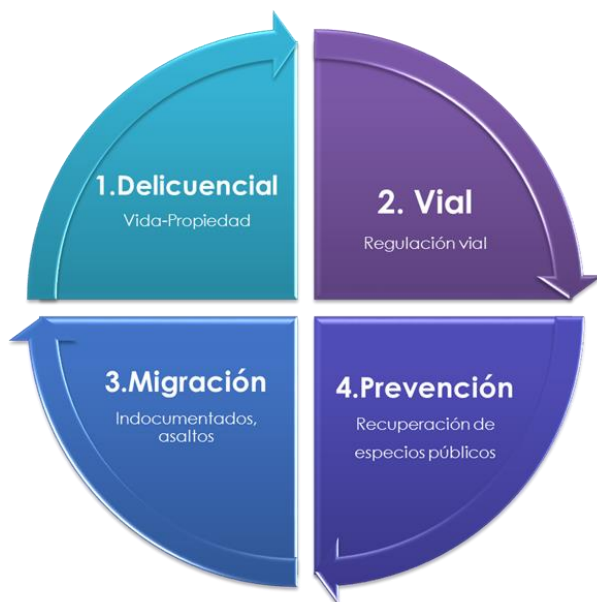 1.Delicuencial
Vida-Propiedad
2. Vial
Regulación vial
3.Migración
Indocumentados,
asaltos
4.Prevención
Recuperación de
especios públicos